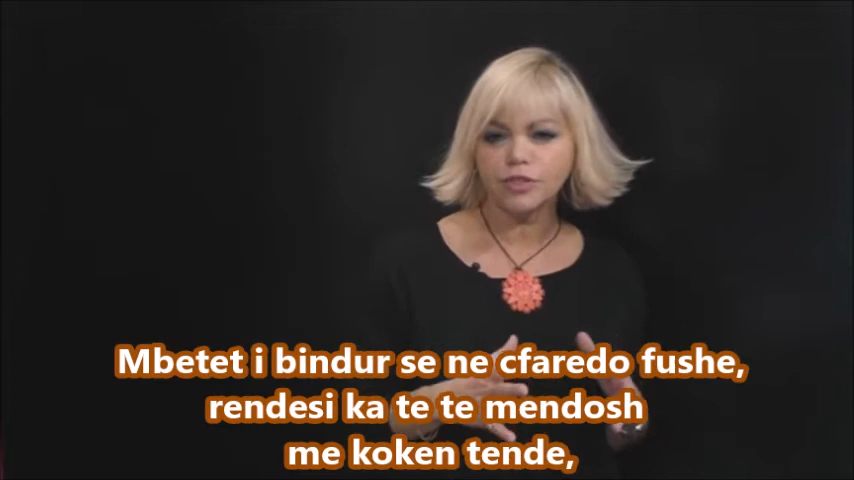 Mbetet i bindur se ne cfaredo fushe,
rendesi ka te te mendosh
me koken tende,